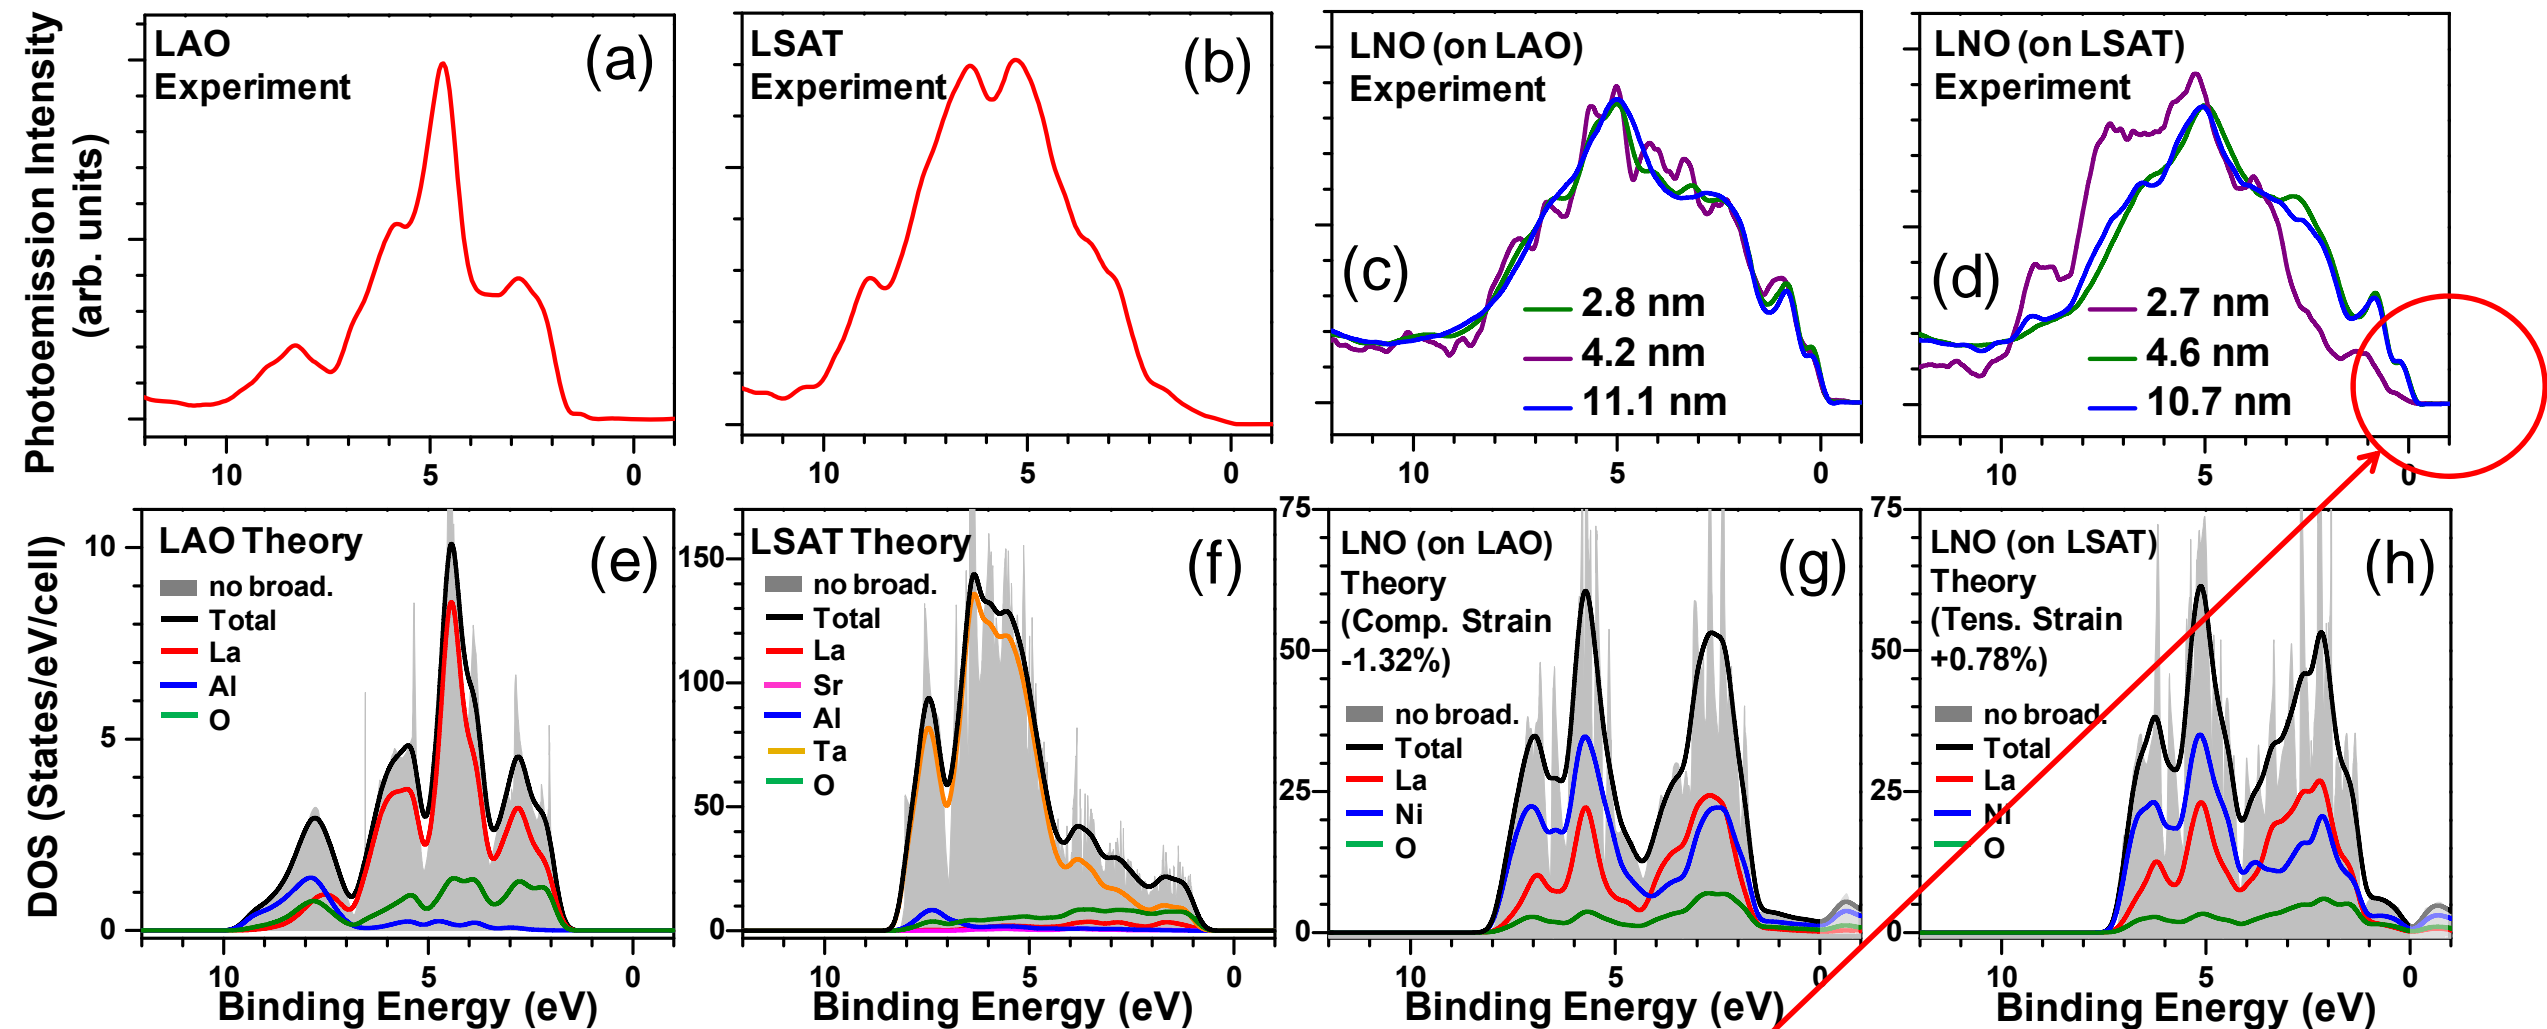 Photoemission Intensity
(arb. units)
LAO
Experiment
(a)
10
5
0
LSAT
Experiment
(b)
10
5
0
LNO (on LAO)
Experiment
(c)
2.8 nm
4.2 nm
11.1 nm
10
5
0
LNO (on LSAT)
Experiment
(d)
2.7 nm
4.6 nm
10.7 nm
10
5
0
DOS (States/eV/cell)
10
5
0
LAO Theory
(e)
no broad.
Total
La
Al
O
10
5
0
Binding Energy (eV)
150
100
50
0
LSAT Theory
(f)
no broad.
Total
La
Sr
Al
Ta
O
10
5
0
Binding Energy (eV)
75
50
25
0
LNO (on LAO)
Theory
(Comp. Strain
-1.32%)
(g)
no broad.
Total
La
Ni
O
10
5
0
Binding Energy (eV)
75
50
25
0
LNO (on LSAT)
Theory
(Tens. Strain
+0.78%)
(h)
no broad.
Total
La
Ni
O
10
5
0
Binding Energy (eV)